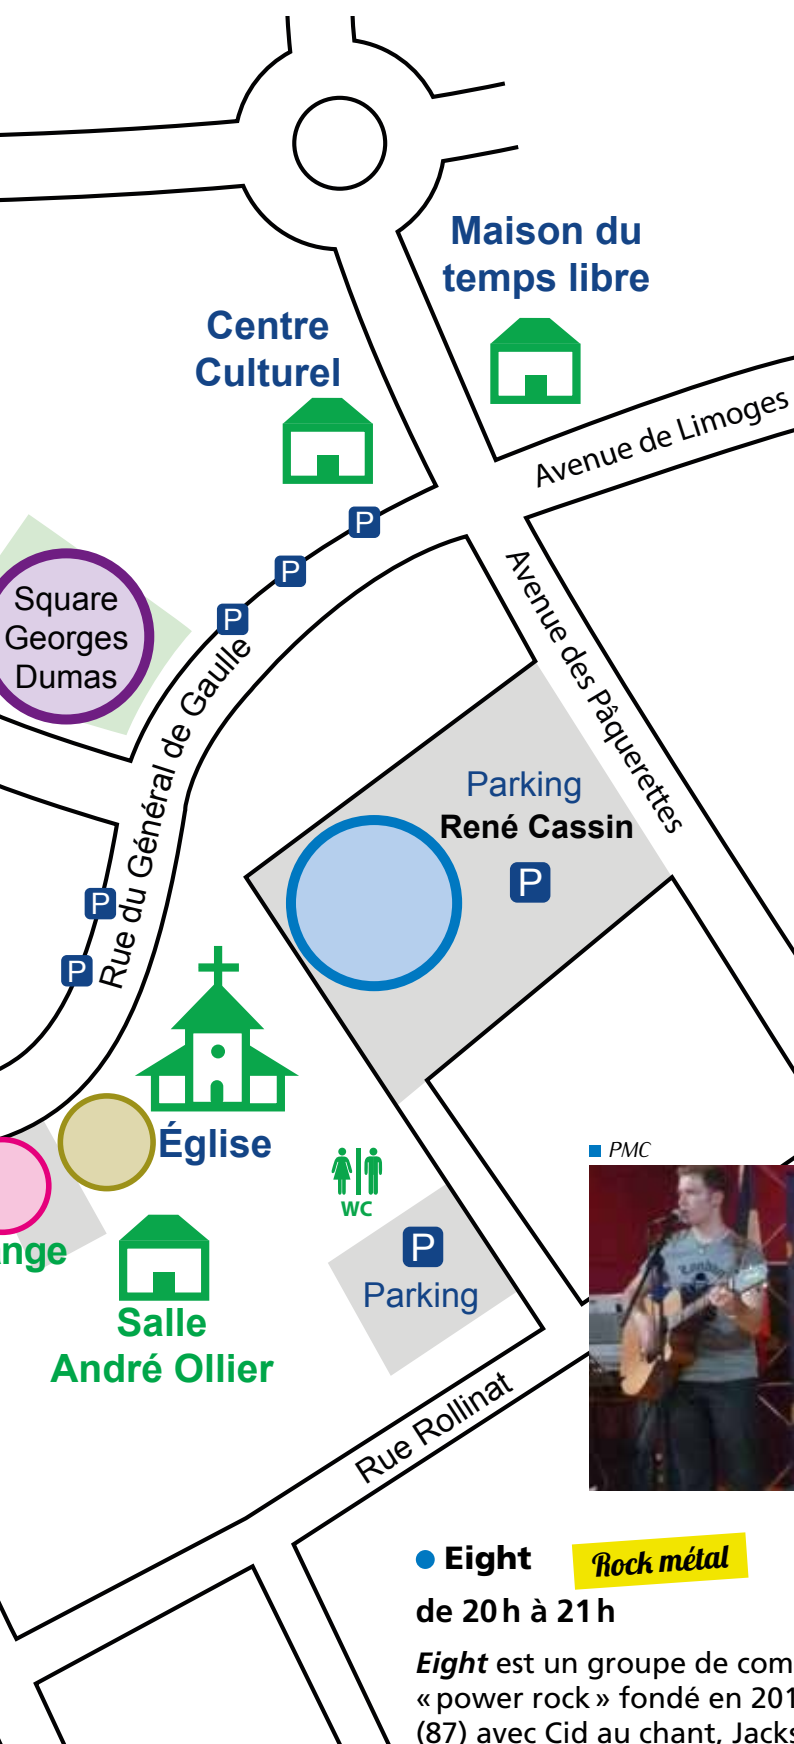 Maison du
temps libre
Centre
Culturel
Avenue de Limoges
P
P
P
Square
Georges
Dumas
Avenue des Pâquerettes
Rue du Général de Gaulle
Parking
René Cassin
P
P
P
Église
PMC
WC
P
Parking
Salle
André Ollier
Rue Rollinat
Eight
Rock métal
de 20 h à 21 h
Eight est un groupe de com
« power rock » fondé en 201
(87) avec Cid au chant, Jacks